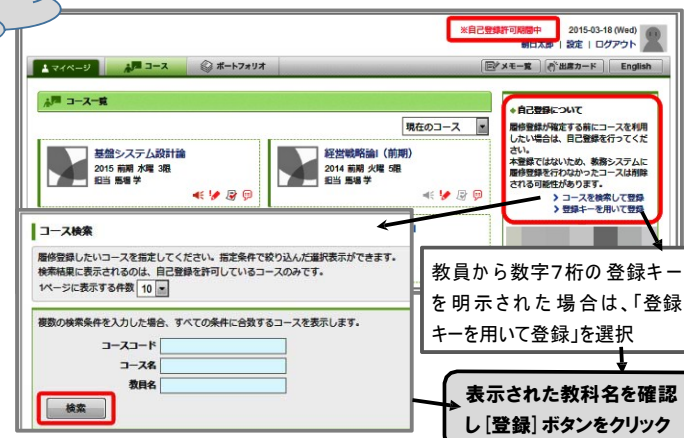 ※自己登録許可期間中
2015-03-18 (Wed)
朝日太郎 | 設定 | ログアウト
マイページ コース ポートフォリオ
メモ一覧 出席カード English
コース一覧
現在のコース
基盤システム設計論
2015 前期 水曜 3限
担当 馬場 学
経営戦略論I（前期）
2014 前期 火曜 5限
担当 馬場 学
◆自己登録について
履修登録が確定する前にコースを利用
したい場合は、自己登録を行ってくだ
さい。
本登録ではないため、教務システムに
履修登録を行わなかったコースは削除
される可能性があります。
コースを検索して登録
登録キーを用いて登録
コース検索
履修登録したいコースを指定してください。指定条件で絞り込んだ選択表示ができます。
検索結果に表示されるのは、自己登録を許可しているコースのみです。
1ページに表示する件数 10
複数の検索条件を入力した場合、すべての条件に合致するコースを表示します。
コースコード
コース名
教員名
検索
教員から数字7桁の登録キー
を明示された場合は、「登録
キーを用いて登録」を選択
表示された教科名を確認
し[登録]ボタンをクリック